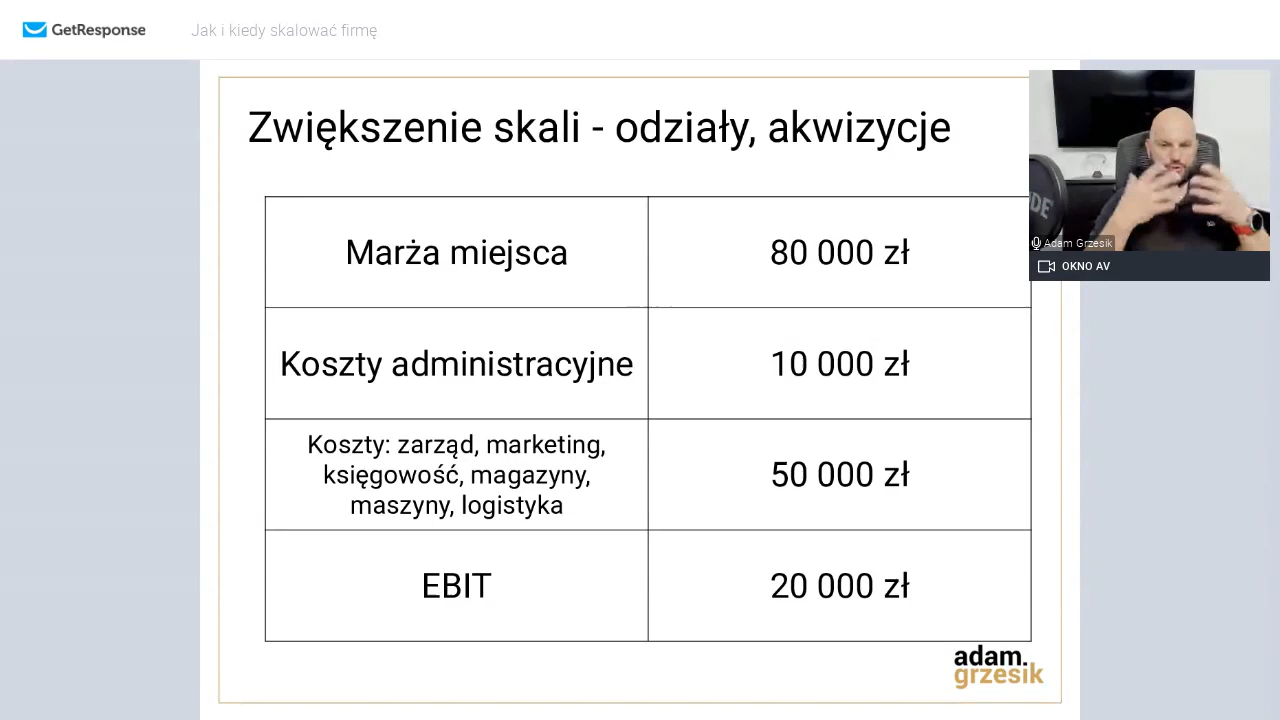 GetResponse
Jak i kiedy skalować firmę
Zwiększenie skali - odziały, akwizycje
Marża miejsca
80 000 zł
Koszty administracyjne
10 000 zł
Koszty: zarząd, marketing,
księgowość, magazyny,
maszyny, logistyka
50 000 zł
EBIT
20 000 zł
adam.
grzesik
Adam Grzesik
OKNO AV